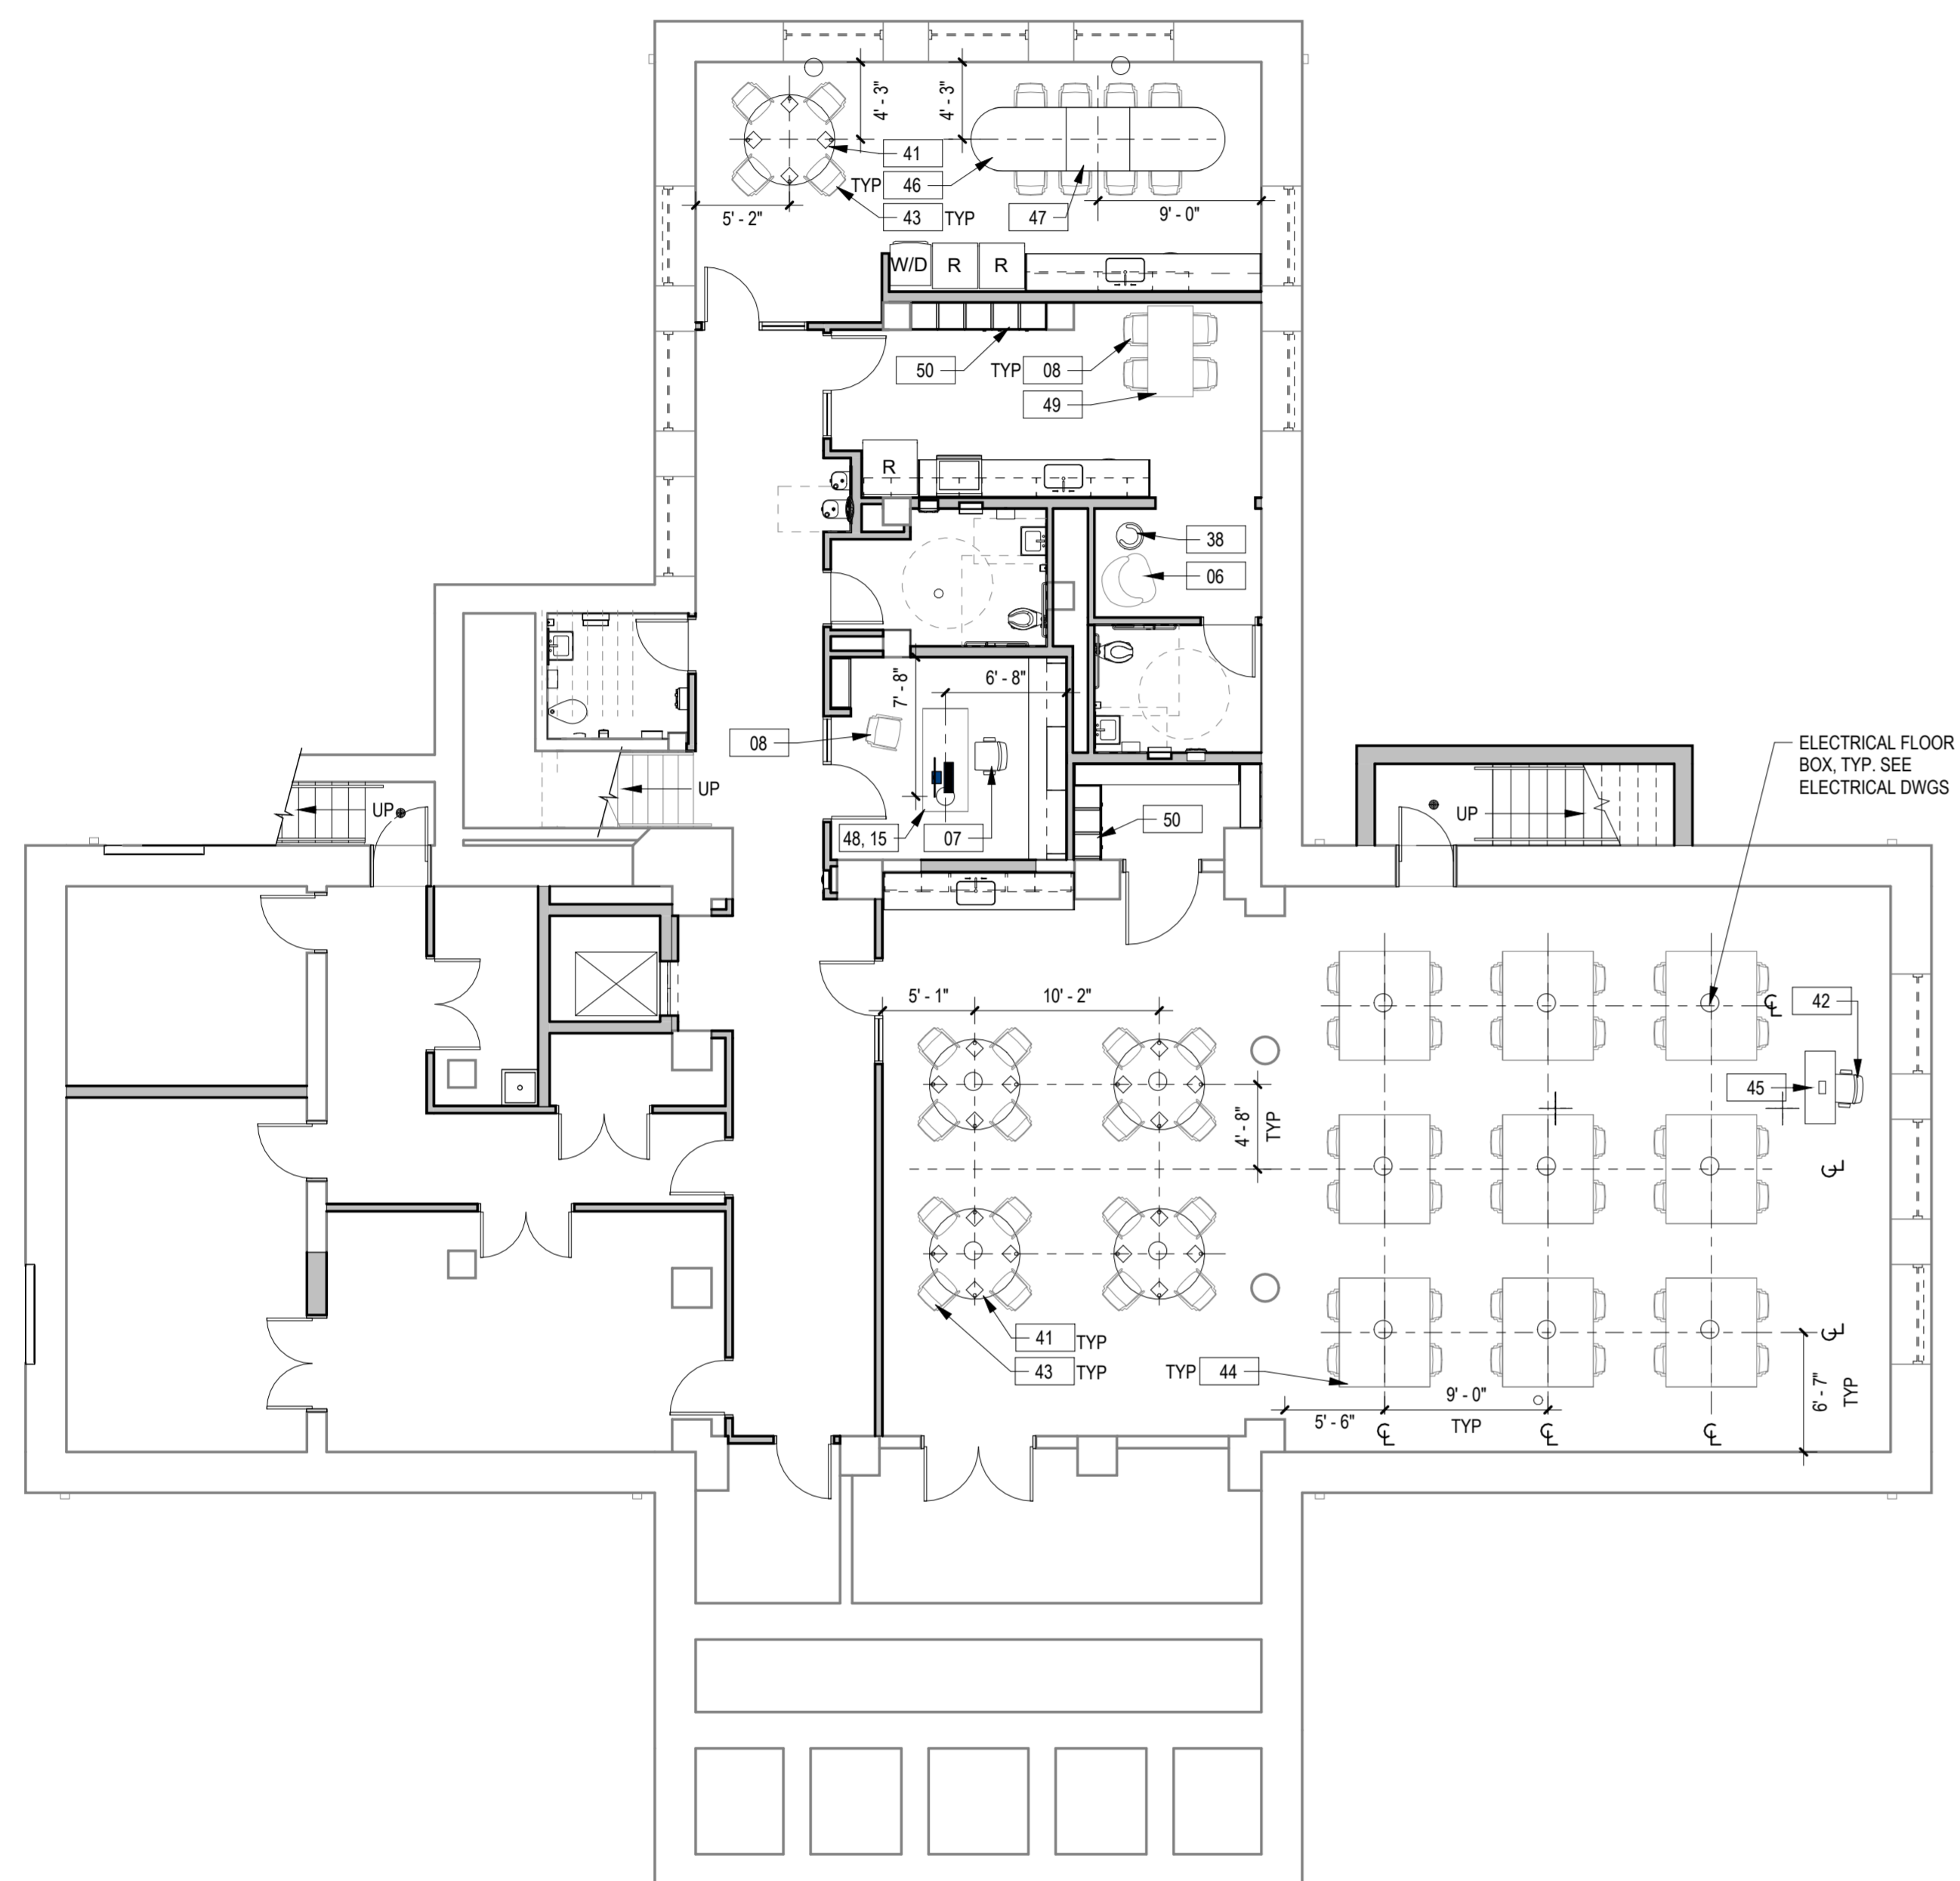 4' - 3"
4' - 3"
41
TYP 46
43 TYP
47
5' - 2"
9' - 0"
W/D R R
50
TYP 08
49
R
38
06
7' - 8"
6' - 8"
08
48, 15
07
50
UP
UP
UP
ELECTRICAL FLOOR
BOX, TYP. SEE
ELECTRICAL DWGS
5' - 1"
10' - 2"
42
45
4' - 8"
TYP
41 TYP
43 TYP
TYP 44
9' - 0"
TYP
5' - 6"
6' - 7"
TYP